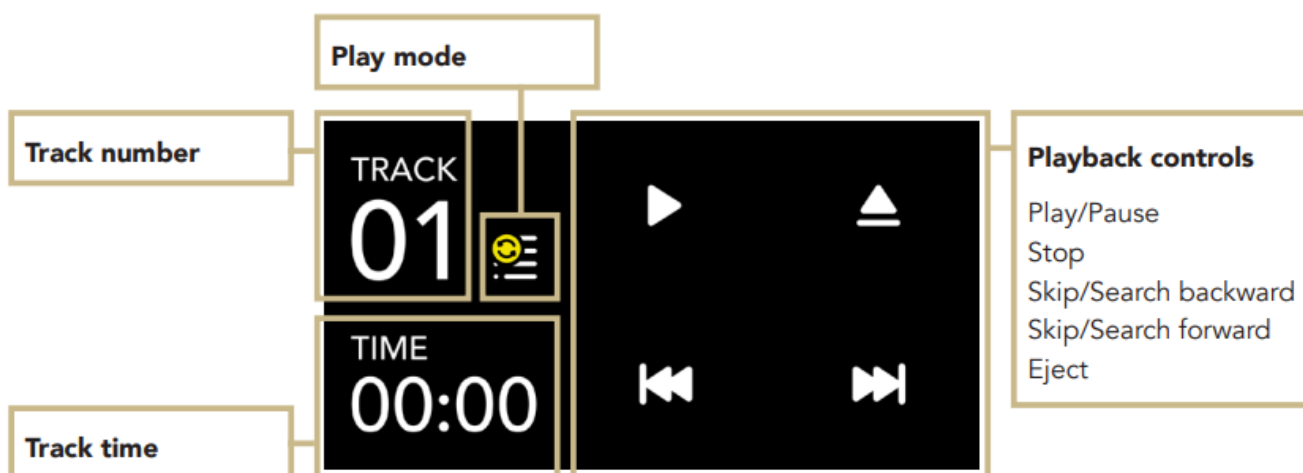 Play mode
Track number
TRACK
01
TIME
00:00
Track time
Playback controls
Play/Pause
Stop
Skip/Search backward
Skip/Search forward
Eject